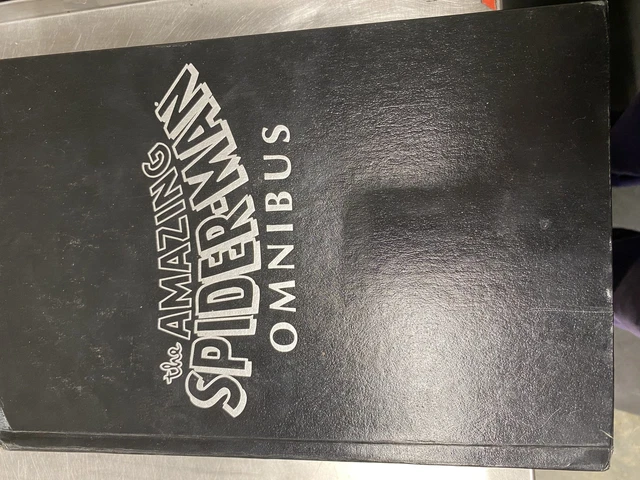 the AMAZING
SPIDER-MAN
OMNIBUS